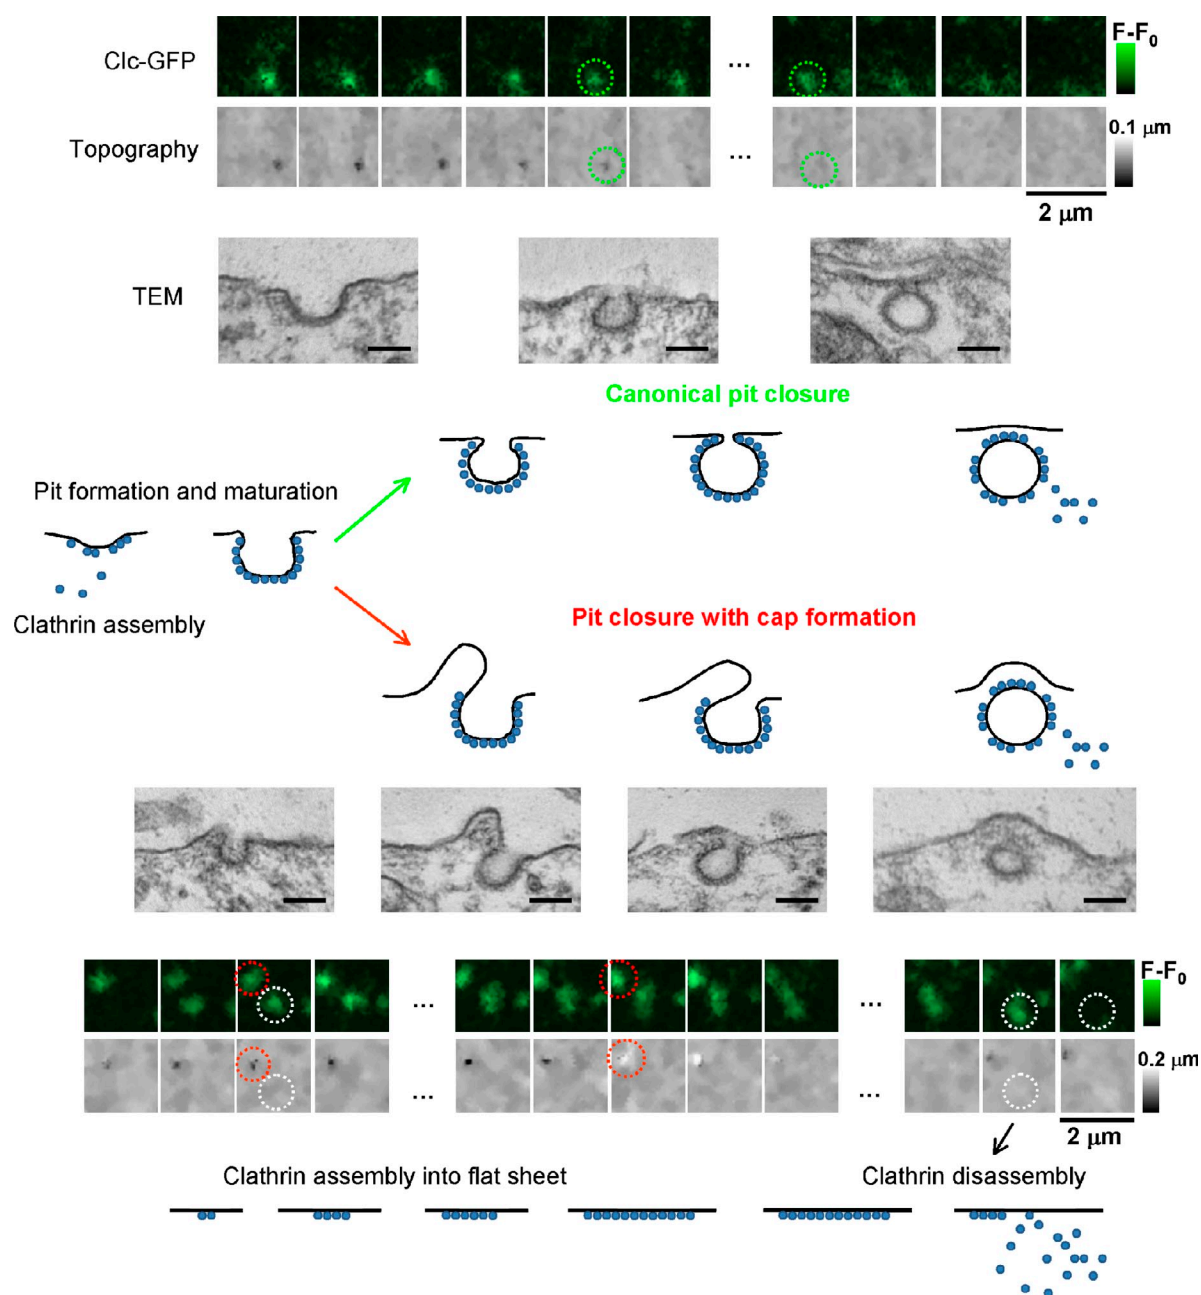 Clc-GFP
...
F-F0
Topography
...
0.1 μm
2 μm
TEM
Canonical pit closure
Pit formation and maturation
Clathrin assembly
Pit closure with cap formation
...
...
F-F0
...
...
0.2 μm
2 μm
Clathrin assembly into flat sheet
Clathrin disassembly